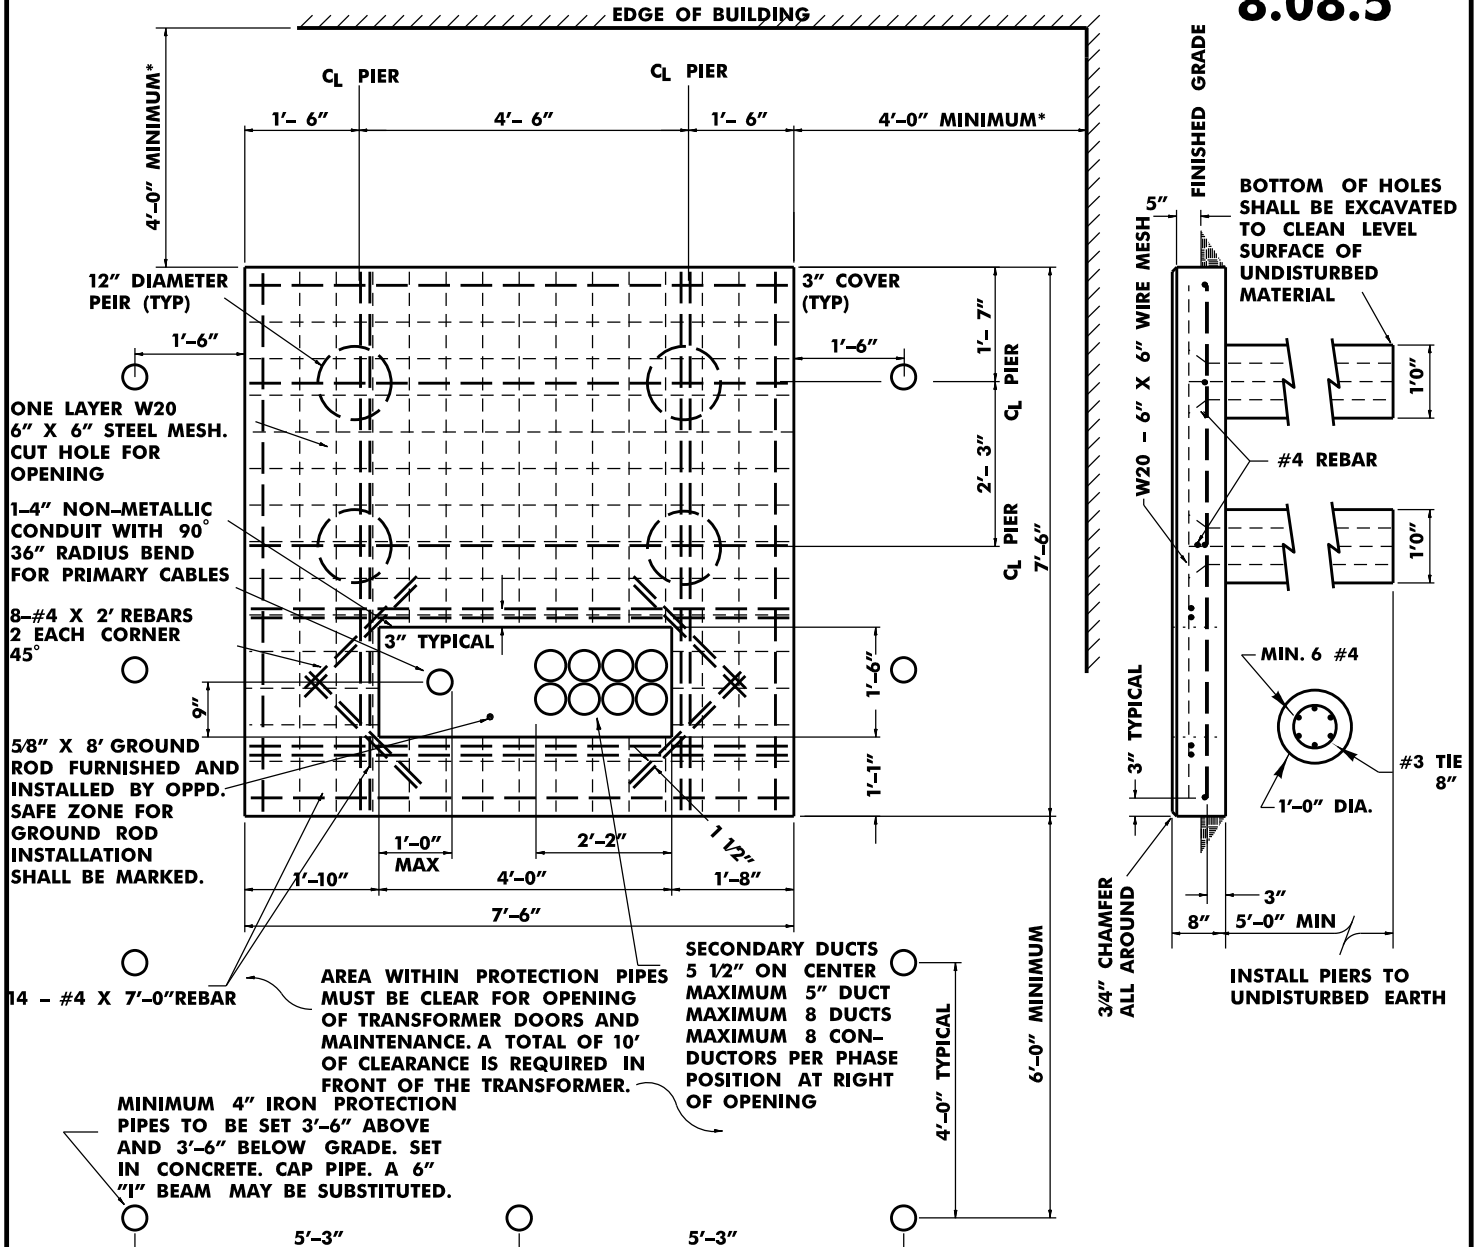 8.08.5
EDGE OF BUILDING
CL PIER
CL PIER
1'– 6"
4'– 6"
1'– 6"
4'–0" MINIMUM*
4'–0" MINIMUM*
12" DIAMETER
PEIR (TYP)
3" COVER
(TYP)
1'–6"
1'–6"
1'– 7"
CL PIER
2'– 3"
CL PIER
7'–6"
ONE LAYER W20
6" X 6" STEEL MESH.
CUT HOLE FOR
OPENING
1–4" NON–METALLIC
CONDUIT WITH 90°
36" RADIUS BEND
FOR PRIMARY CABLES
8–#4 X 2' REBARS
2 EACH CORNER
45°
3" TYPICAL
9"
1'–6"
1'–1"
5/8" X 8' GROUND
ROD FURNISHED AND
INSTALLED BY OPPD.
SAFE ZONE FOR
GROUND ROD
INSTALLATION
SHALL BE MARKED.
1'–0"
MAX
2'–2"
1 1/2"
1'–10"
4'–0"
1'–8"
7'–6"
14 – #4 X 7'–0"REBAR
AREA WITHIN PROTECTION PIPES
MUST BE CLEAR FOR OPENING
OF TRANSFORMER DOORS AND
MAINTENANCE. A TOTAL OF 10'
OF CLEARANCE IS REQUIRED IN
FRONT OF THE TRANSFORMER.
SECONDARY DUCTS
5 1/2" ON CENTER
MAXIMUM 5" DUCT
MAXIMUM 8 DUCTS
MAXIMUM 8 CON–
DUCTORS PER PHASE
POSITION AT RIGHT
OF OPENING
4'–0" TYPICAL
6'–0" MINIMUM
MINIMUM 4" IRON PROTECTION
PIPES TO BE SET 3'–6" ABOVE
AND 3'–6" BELOW GRADE. SET
IN CONCRETE. CAP PIPE. A 6"
"I" BEAM MAY BE SUBSTITUTED.
5'–3"
5'–3"
FINISHED GRADE
5"
BOTTOM OF HOLES
SHALL BE EXCAVATED
TO CLEAN LEVEL
SURFACE OF
UNDISTURBED
MATERIAL
W20 – 6" X 6" WIRE MESH
1'0"
#4 REBAR
1'0"
3" TYPICAL
MIN. 6 #4
#3 TIE
8"
1'–0" DIA.
3/4" CHAMFER
ALL AROUND
3"
8"
5'–0" MIN
INSTALL PIERS TO
UNDISTURBED EARTH